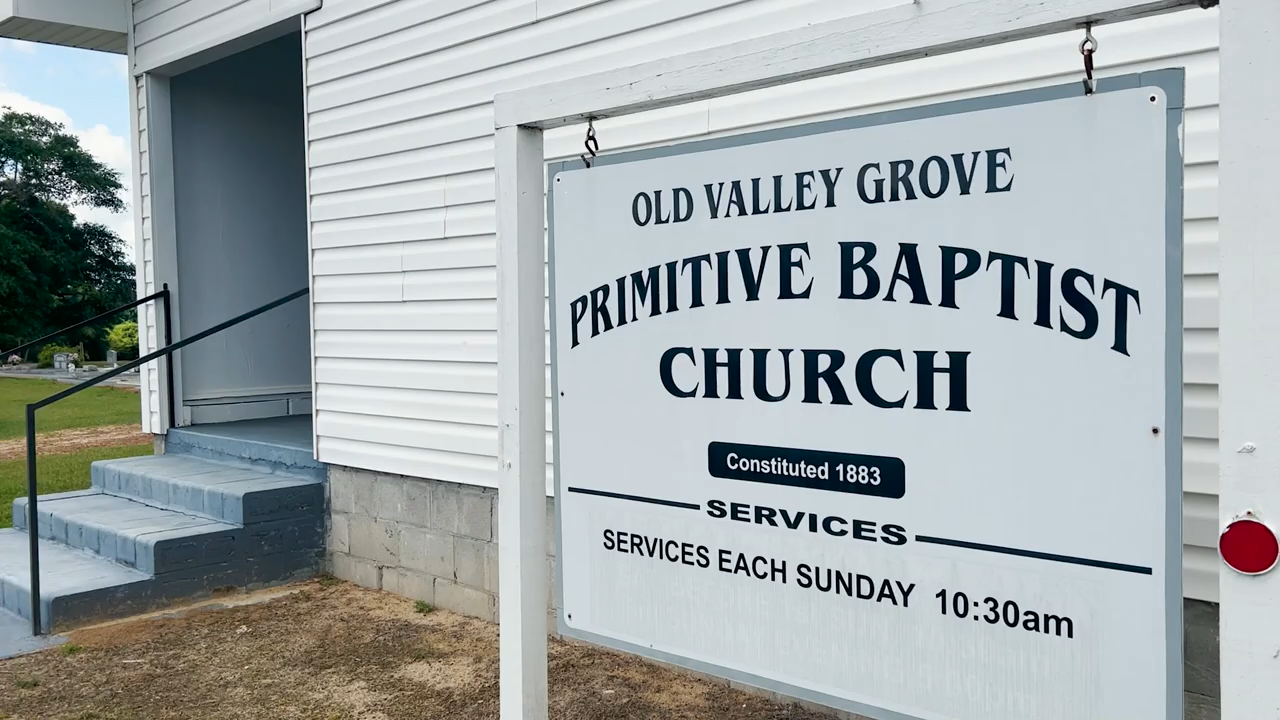 OLD VALLEY GROVE
PRIMITIVE BAPTIST
CHURCH
Constituted 1883
SERVICES
SERVICES EACH SUNDAY 10:30am